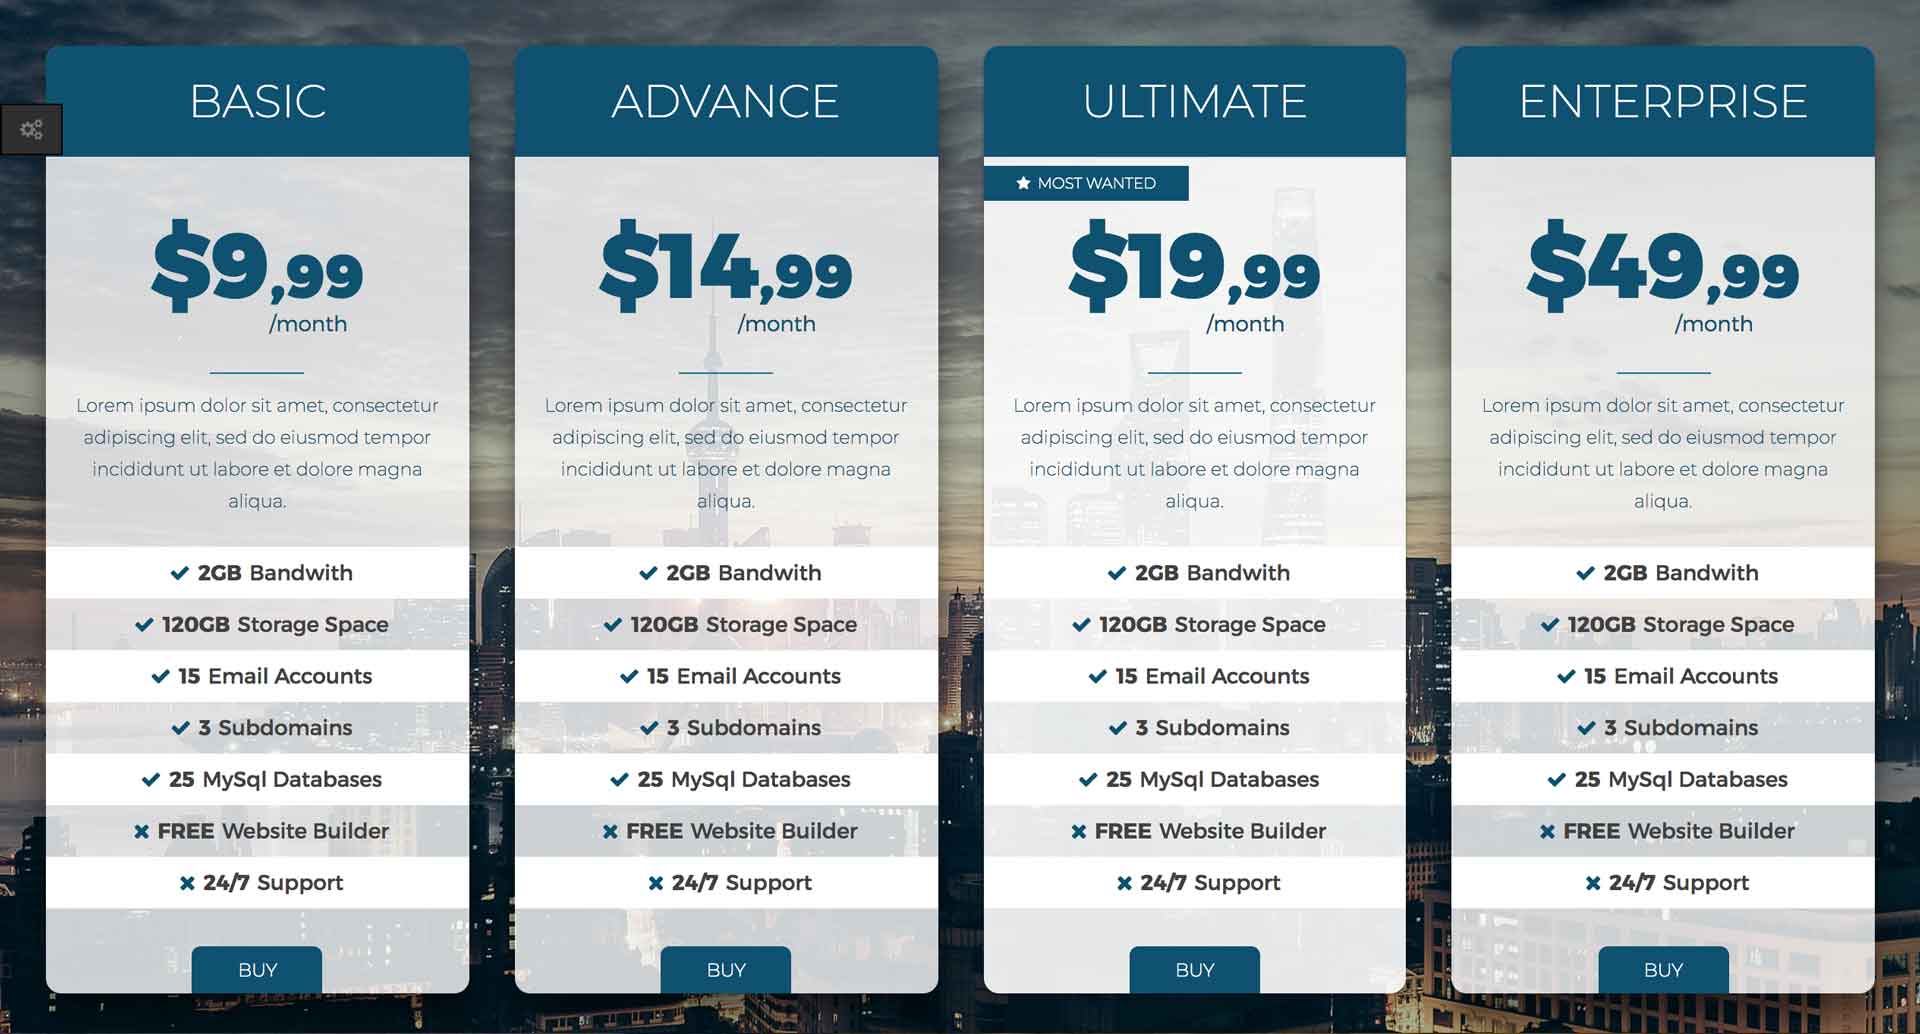 BASIC
$9,99
/month
Lorem ipsum dolor sit amet, consectetur
adipiscing elit, sed do eiusmod tempor
incididunt ut labore et dolore magna
aliqua.
2GB Bandwith
120GB Storage Space
15 Email Accounts
3 Subdomains
25 MySql Databases
FREE Website Builder
24/7 Support
BUY
ADVANCE
$14,99
/month
Lorem ipsum dolor sit amet, consectetur
adipiscing elit, sed do eiusmod tempor
incididunt ut labore et dolore magna
aliqua.
2GB Bandwith
120GB Storage Space
15 Email Accounts
3 Subdomains
25 MySql Databases
FREE Website Builder
24/7 Support
BUY
ULTIMATE
MOST WANTED
$19,99
/month
Lorem ipsum dolor sit amet, consectetur
adipiscing elit, sed do eiusmod tempor
incididunt ut labore et dolore magna
aliqua.
2GB Bandwith
120GB Storage Space
15 Email Accounts
3 Subdomains
25 MySql Databases
FREE Website Builder
24/7 Support
BUY
ENTERPRISE
$49,99
/month
Lorem ipsum dolor sit amet, consectetur
adipiscing elit, sed do eiusmod tempor
incididunt ut labore et dolore magna
aliqua.
2GB Bandwith
120GB Storage Space
15 Email Accounts
3 Subdomains
25 MySql Databases
FREE Website Builder
24/7 Support
BUY